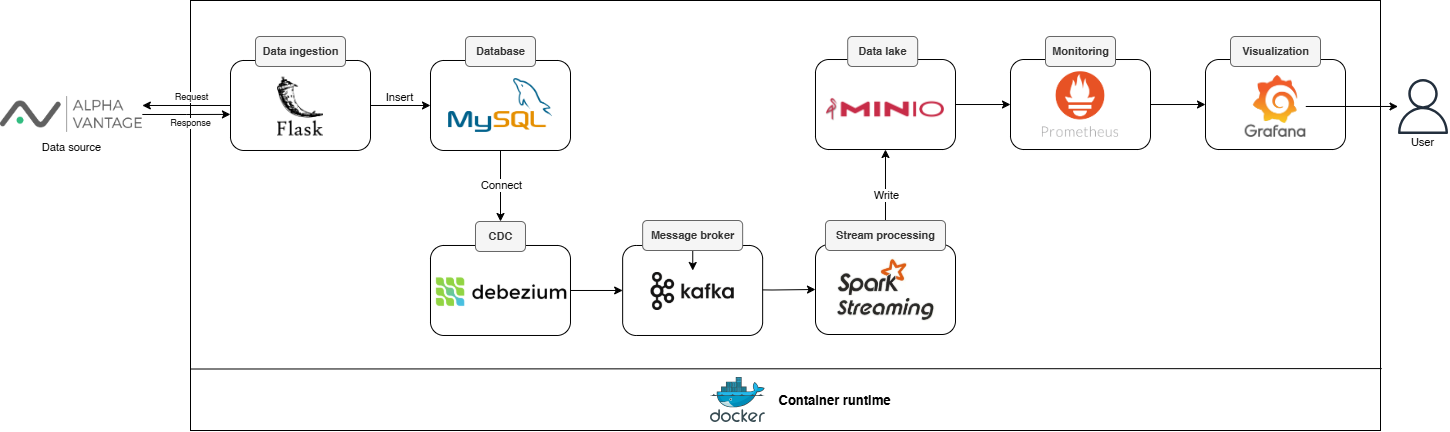 Data ingestion
Database
Data lake
Monitoring
Visualization
ALPHA
VANTAGE
Data source
Request
Response
Flask
Insert
MySQL
MINIO
Prometheus
Grafana
User
Connect
Write
CDC
Message broker
Stream processing
debezium
kafka
Spark
Streaming
docker
Container runtime